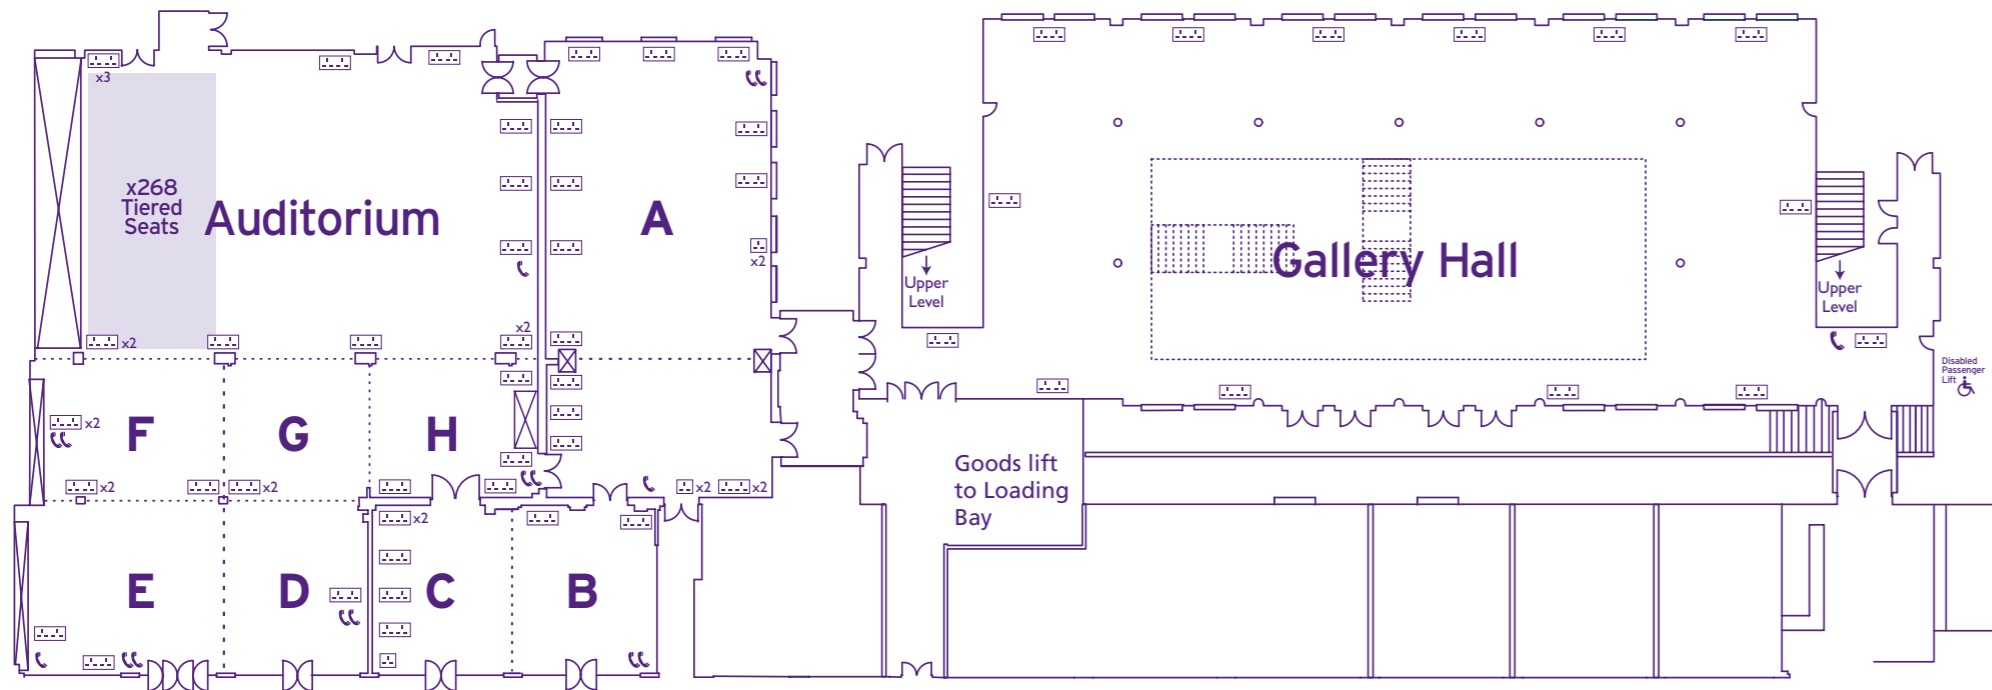 x3
x268
Tiered
Seats
Auditorium
A
x2
x2
x2
Gallery Hall
Upper
Level
Upper
Level
Disabled
Passenger
Lift
F
x2
G
H
x2
x2
x2
x2
Goods lift
to Loading
Bay
x2
E
D
C
B